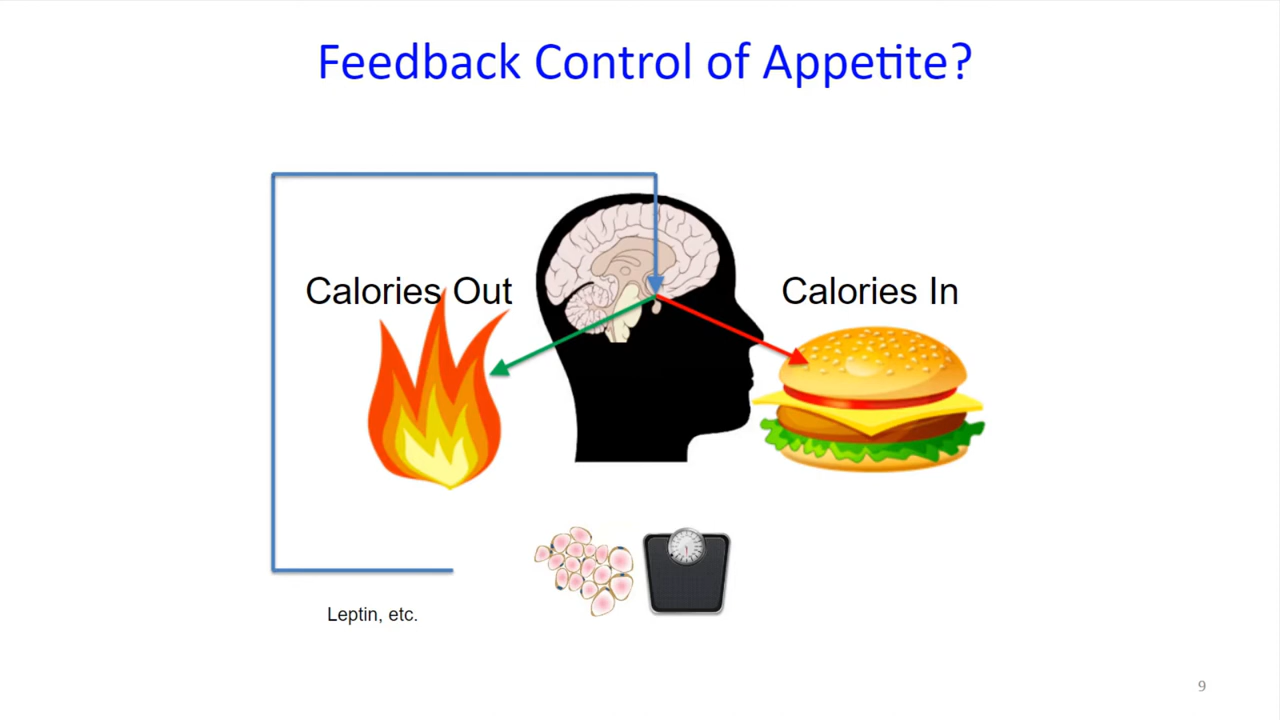 Feedback Control of Appetite?
Calories Out
Calories In
Leptin, etc.
9